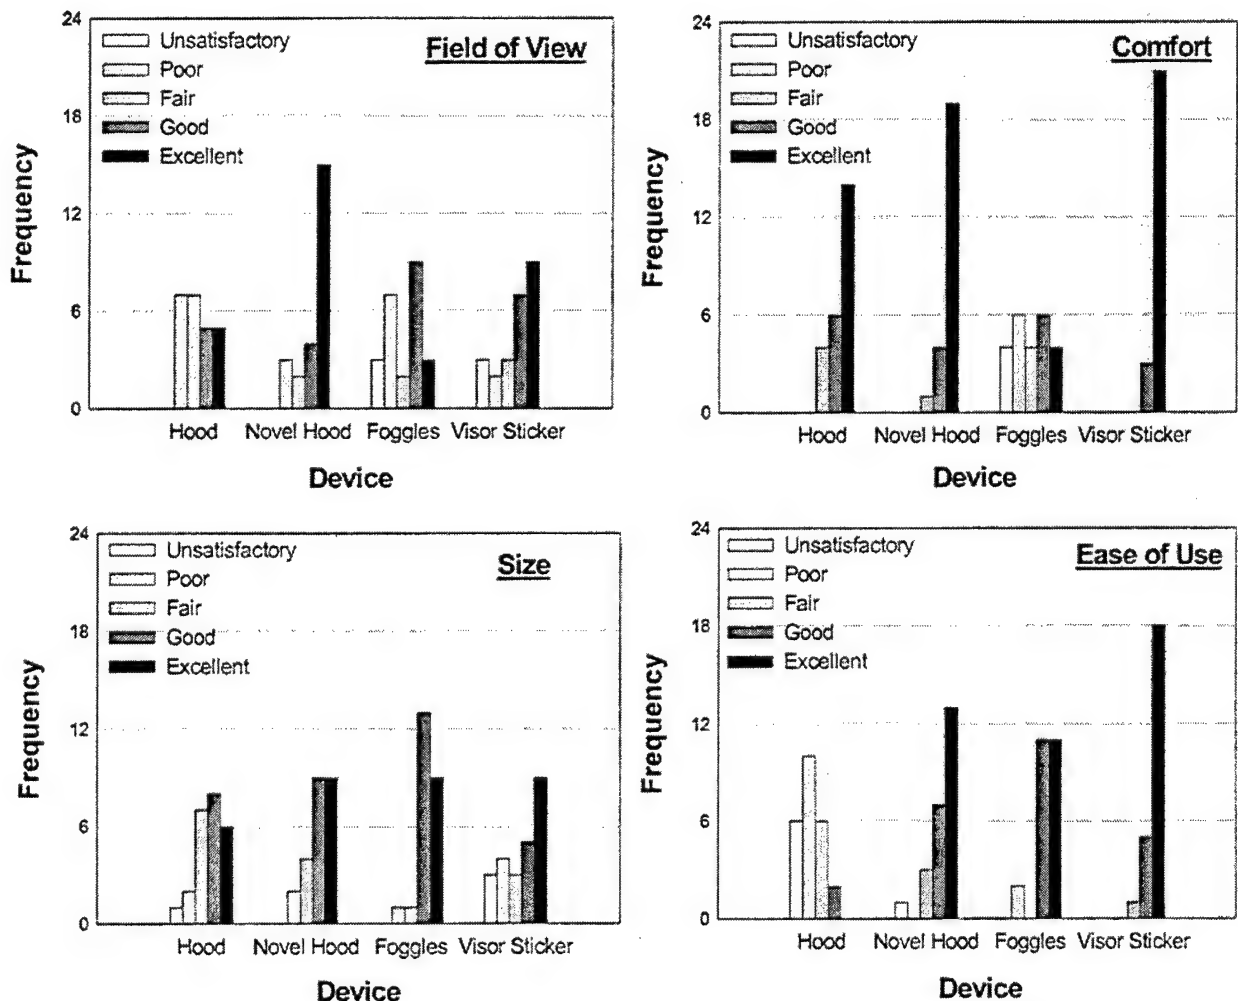 Field of View
24
18
12
6
0
Frequency
Unsatisfactory
Poor
Fair
Good
Excellent
Hood Novel Hood Foggles Visor Sticker
Device
Comfort
24
18
12
6
0
Frequency
Unsatisfactory
Poor
Fair
Good
Excellent
Hood Novel Hood Foggles Visor Sticker
Device
Size
24
18
12
6
0
Frequency
Unsatisfactory
Poor
Fair
Good
Excellent
Hood Novel Hood Foggles Visor Sticker
Device
Ease of Use
24
18
12
6
0
Frequency
Unsatisfactory
Poor
Fair
Good
Excellent
Hood Novel Hood Foggles Visor Sticker
Device